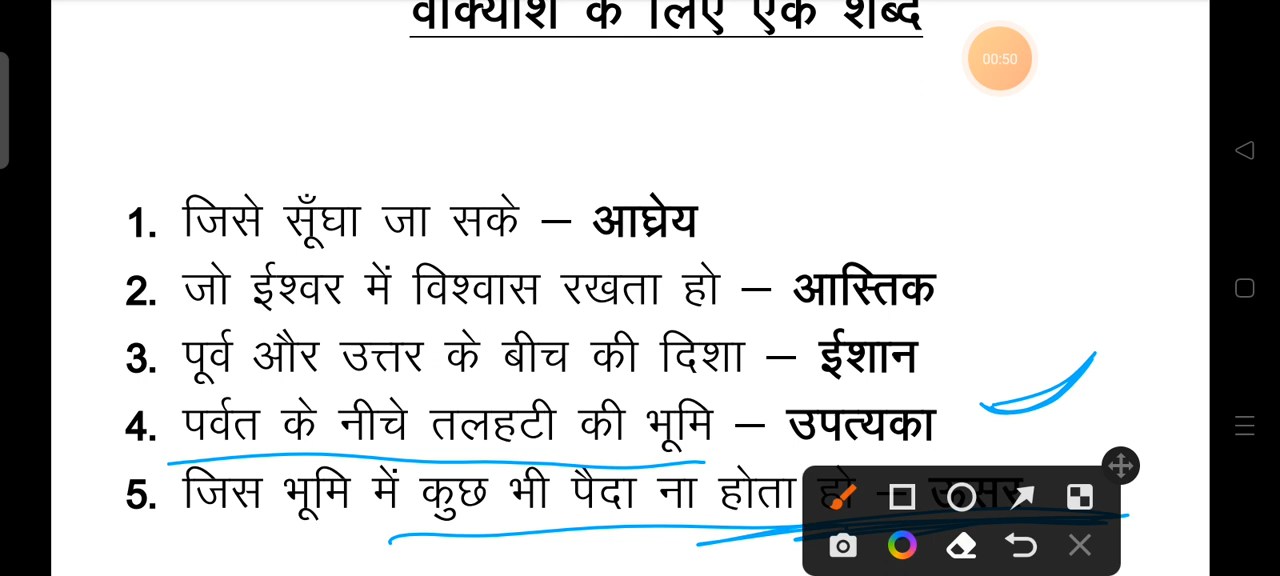 वाक्यांश के लिए एक शब्द
00:50
1. जिसे सूँघा जा सके – आघ्रेय
2. जो ईश्वर में विश्वास रखता हो – आस्तिक
3. पूर्व और उत्तर के बीच की दिशा – ईशान
4. पर्वत के नीचे तलहटी की भूमि – उपत्यका
5. जिस भूमि में कुछ भी पैदा ना होता हो – ऊसर